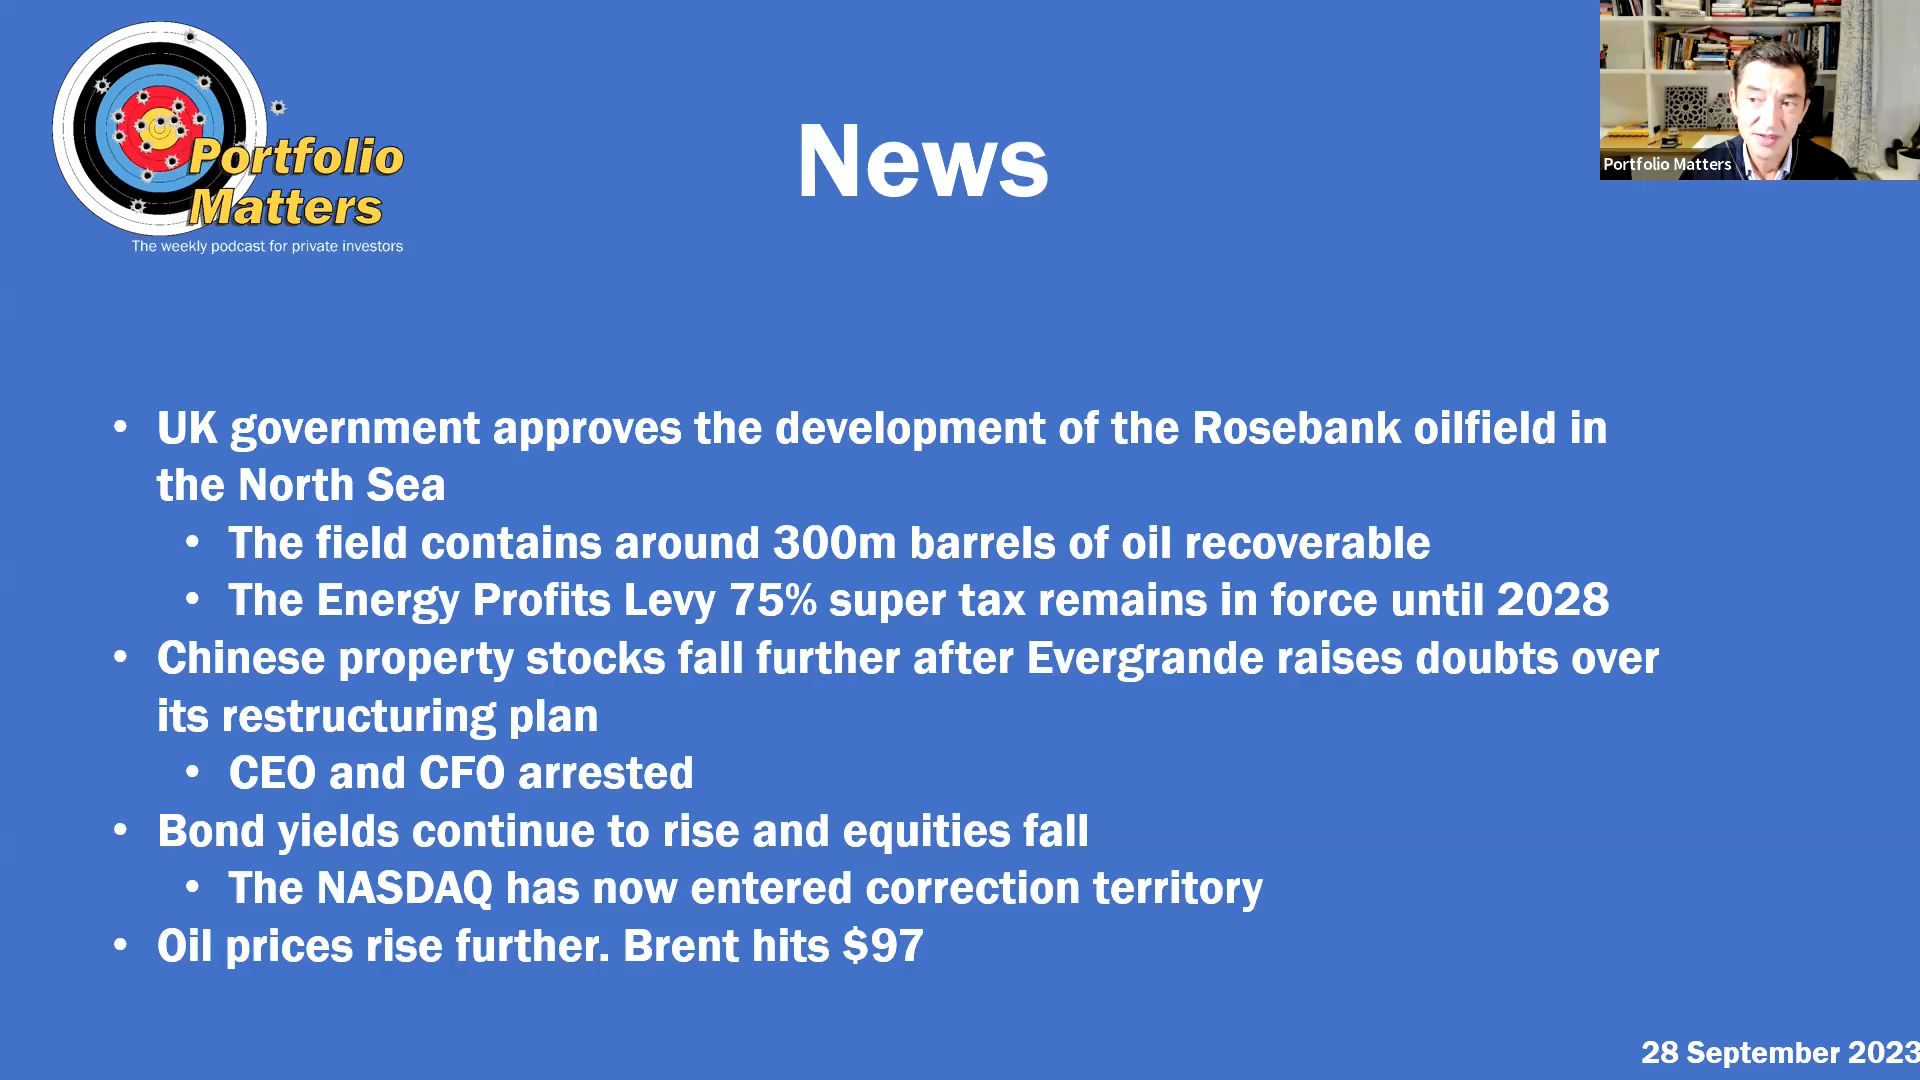 Portfolio
Matters
The weekly podcast for private investors
News
Portfolio Matters
• UK government approves the development of the Rosebank oilfield in
the North Sea
• The field contains around 300m barrels of oil recoverable
• The Energy Profits Levy 75% super tax remains in force until 2028
• Chinese property stocks fall further after Evergrande raises doubts over
its restructuring plan
• CEO and CFO arrested
• Bond yields continue to rise and equities fall
• The NASDAQ has now entered correction territory
• Oil prices rise further. Brent hits $97
28 September 2023